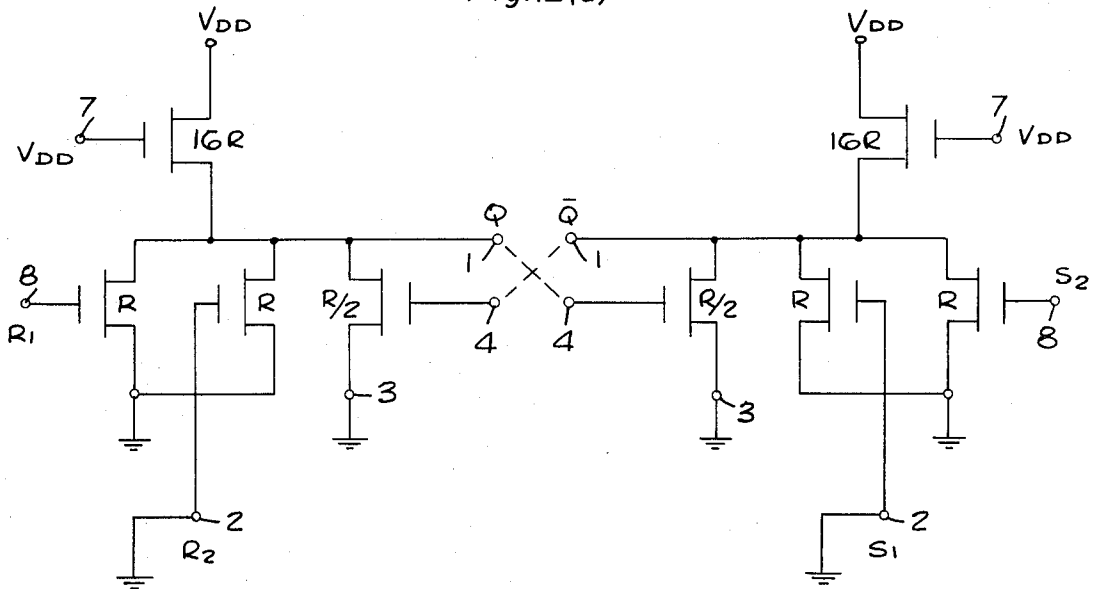 VDD VDD
7 7
VDD 16R 16R VDD
Q Q̄
1 1
8 R R R/2 R/2 R R S2
R1 4 4 8
3 3
2 2
R2 S1